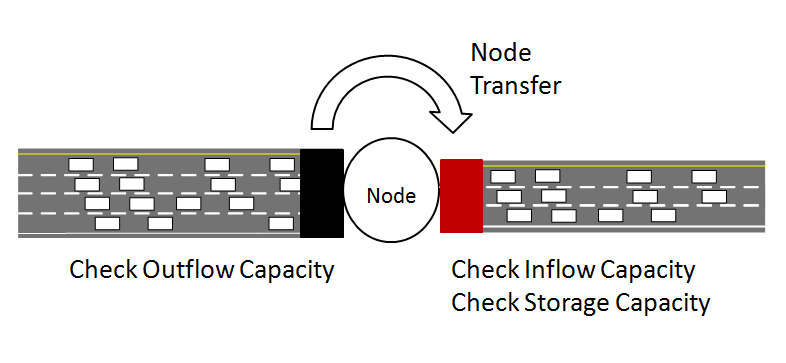 Node
Transfer
Node
Check Outflow Capacity
Check Inflow Capacity
Check Storage Capacity